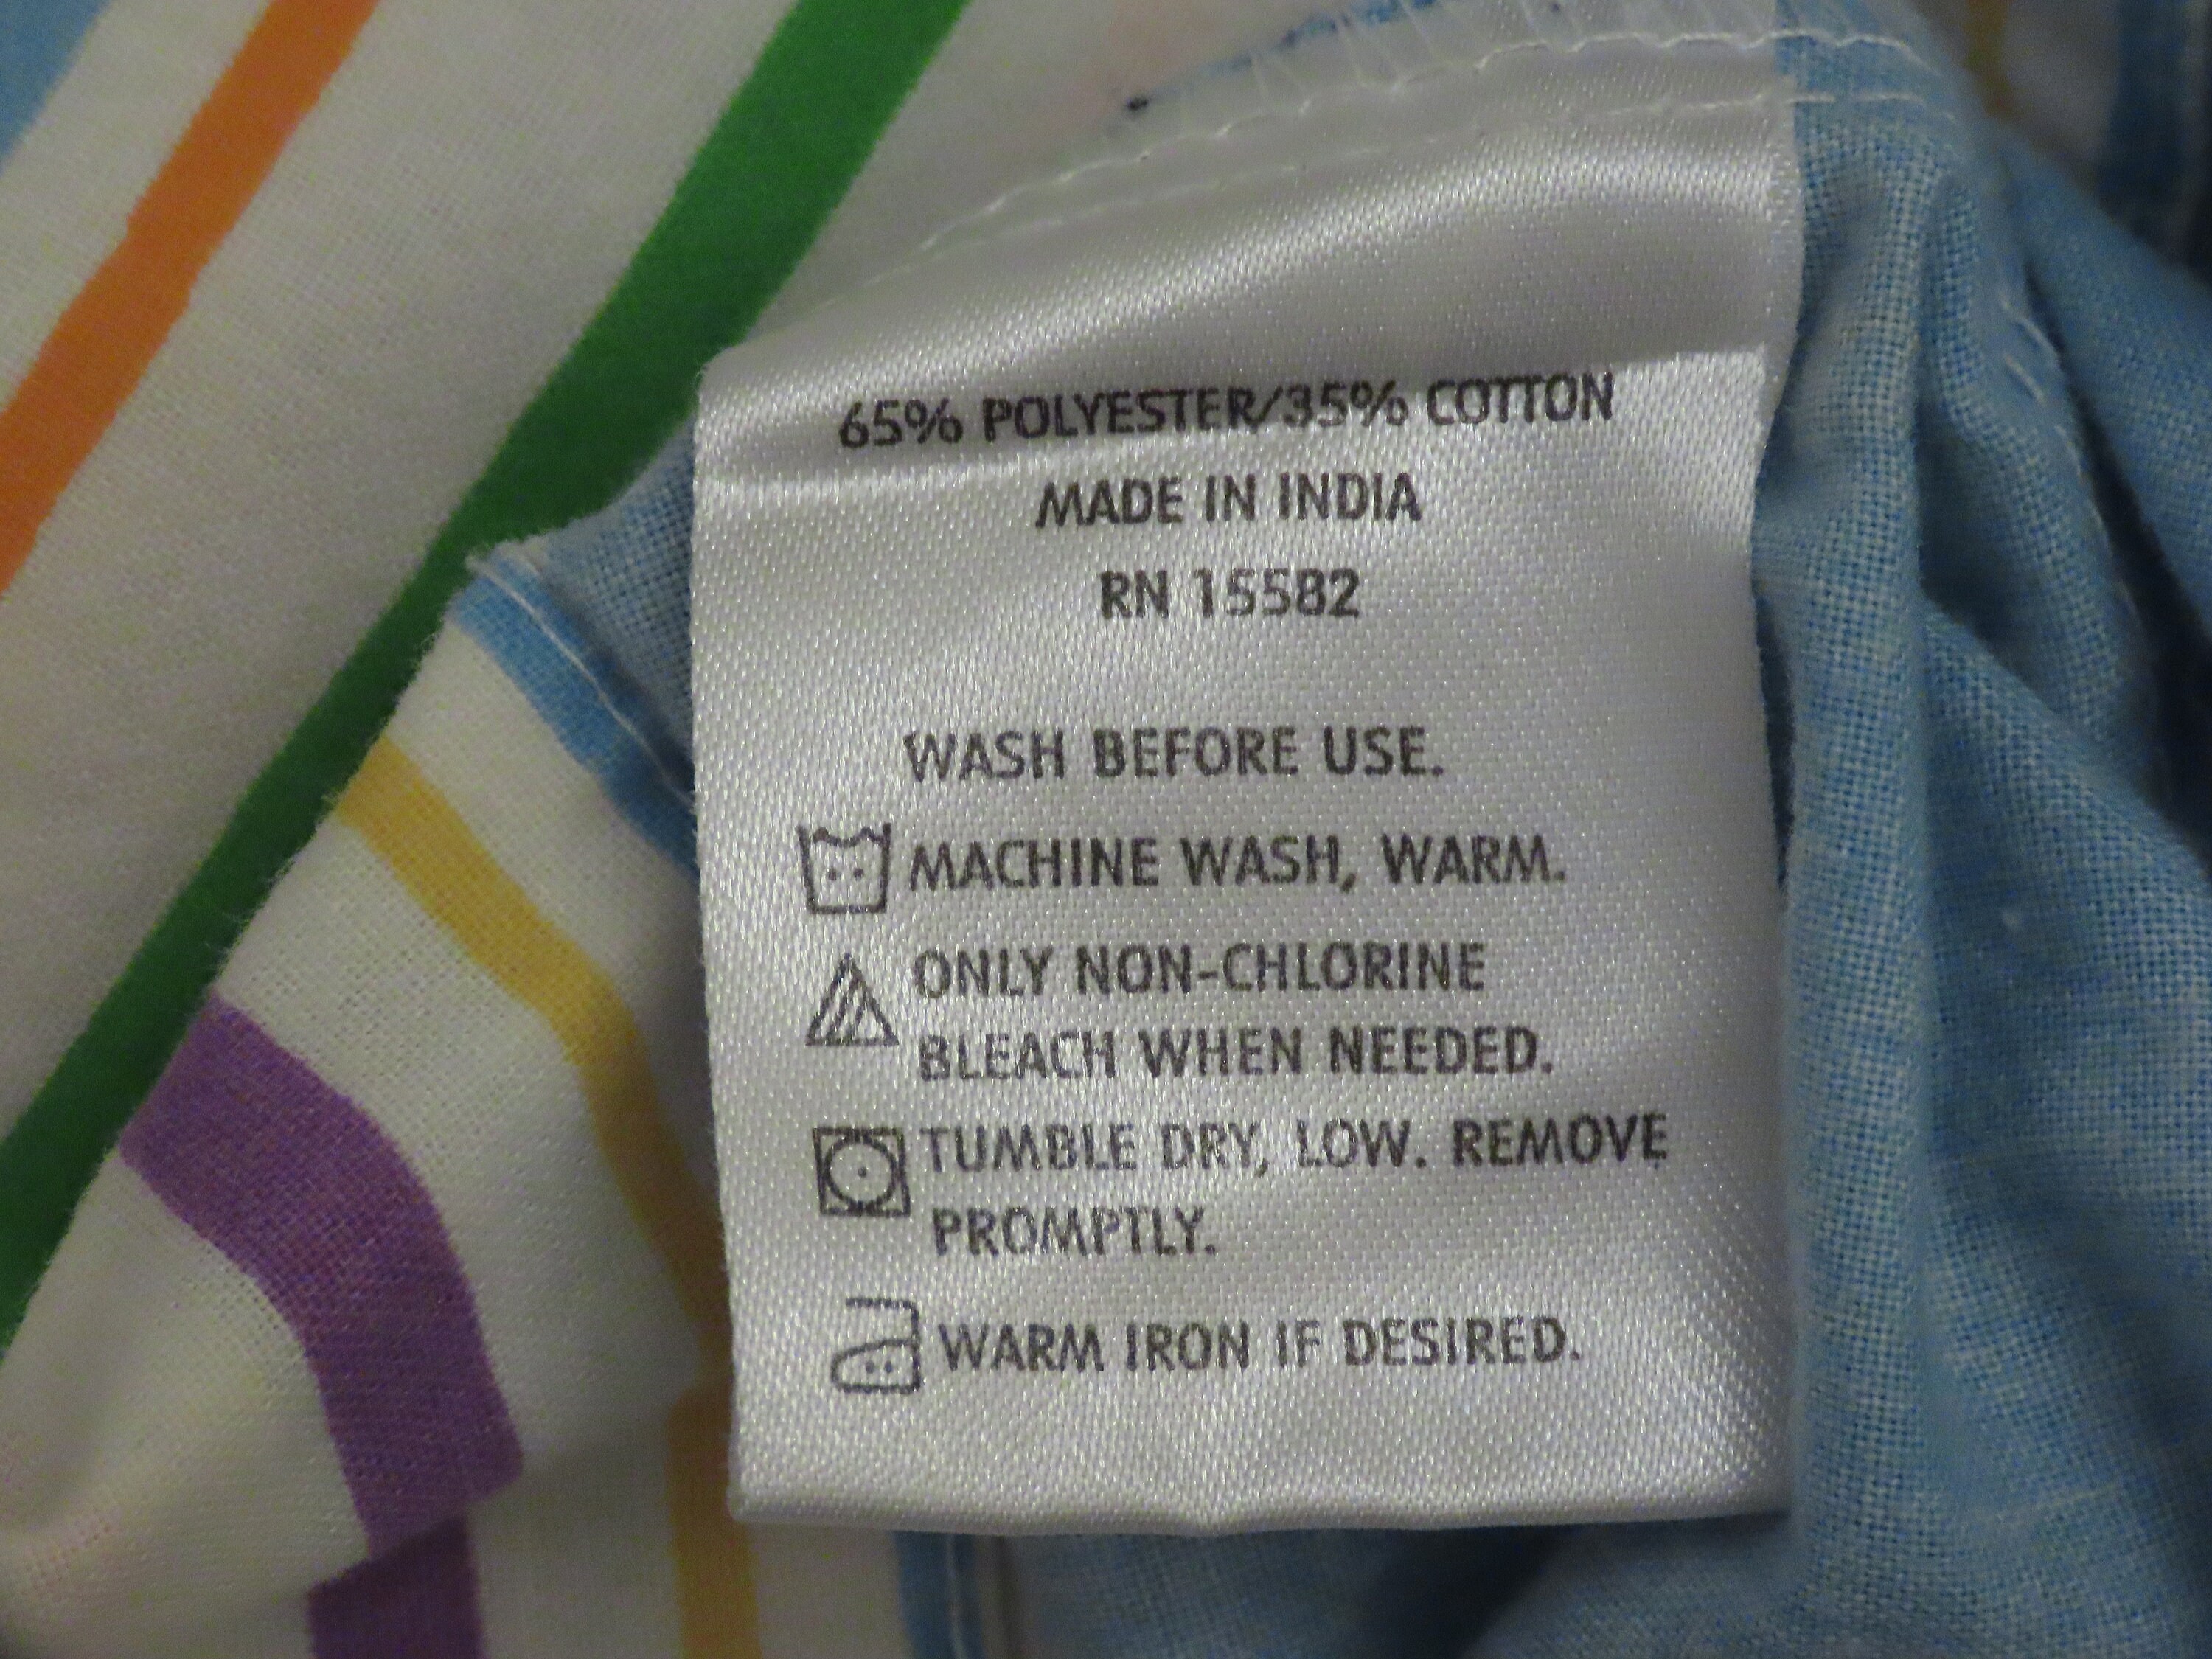 65% POLYESTER/35% COTTON
MADE IN INDIA
RN 15582
WASH BEFORE USE.
MACHINE WASH, WARM.
ONLY NON-CHLORINE
BLEACH WHEN NEEDED.
TUMBLE DRY, LOW. REMOVE
PROMPTLY.
WARM IRON IF DESIRED.